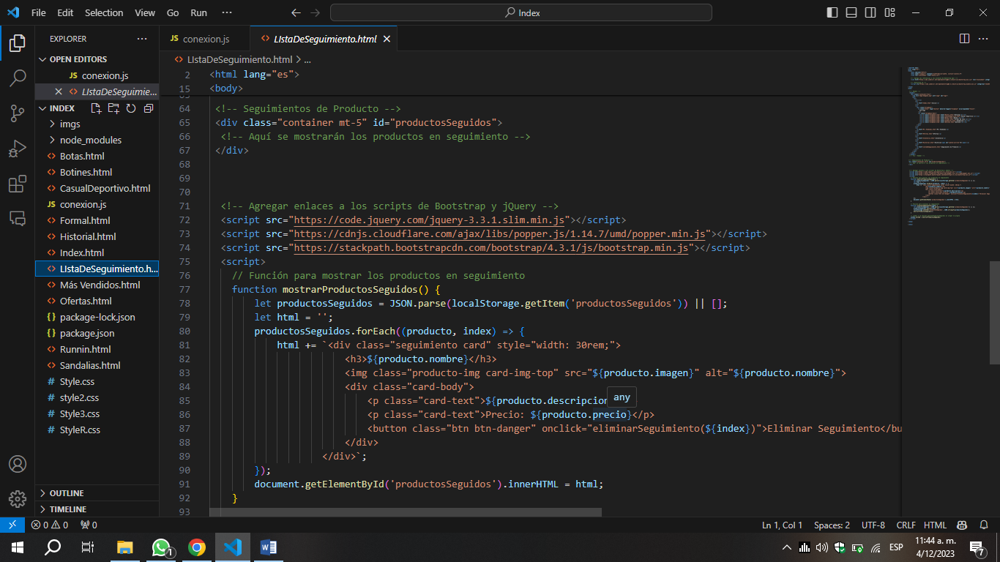 File Edit Selection View Go Run ··· Index
EXPLORER ···
OPEN EDITORS
JS conexion.js
LIstaDeSeguimie...
INDEX
imgs
node_modules
Botas.html
Botines.html
CasualDeportivo.html
JS conexion.js
Formal.html
Historial.html
Index.html
LIstaDeSeguimiento.h...
Más Vendidos.html
Ofertas.html
{} package-lock.json
{} package.json
Runnin.html
Sandalias.html
# Style.css
# style2.css
# Style3.css
# StyleR.css
OUTLINE
TIMELINE
JS conexion.js <> LIstaDeSeguimiento.html
<> LIstaDeSeguimiento.html > ...
2 <html lang="es">
15 <body>
64 <!-- Seguimientos de Producto -->
65 <div class="container mt-5" id="productosSeguidos">
66 <!-- Aquí se mostrarán los productos en seguimiento -->
67 </div>
68
69
70
71 <!-- Agregar enlaces a los scripts de Bootstrap y jQuery -->
72 <script src="https://code.jquery.com/jquery-3.3.1.slim.min.js"></script>
73 <script src="https://cdnjs.cloudflare.com/ajax/libs/popper.js/1.14.7/umd/popper.min.js"></script>
74 <script src="https://stackpath.bootstrapcdn.com/bootstrap/4.3.1/js/bootstrap.min.js"></script>
75 <script>
76 // Función para mostrar los productos en seguimiento
77 function mostrarProductosSeguidos() {
78 let productosSeguidos = JSON.parse(localStorage.getItem('productosSeguidos')) || [];
79 let html = '';
80 productosSeguidos.forEach((producto, index) => {
81 html += `<div class="seguimiento card" style="width: 30rem;">
82 <h3>${producto.nombre}</h3>
83 <img class="producto-img card-img-top" src="${producto.imagen}" alt="${producto.nombre}">
84 <div class="card-body">
85 <p class="card-text">${producto.descripcion
any
86 <p class="card-text">Precio: ${producto.precio}</p>
87 <button class="btn btn-danger" onclick="eliminarSeguimiento(${index})">Eliminar Seguimiento</bu
88 </div>
89 </div>`;
90 });
91 document.getElementById('productosSeguidos').innerHTML = html;
92 }
93
0 0 0 Ln 1, Col 1 Spaces: 2 UTF-8 CRLF HTML
1 ESP 11:44 a. m.
4/12/2023 7